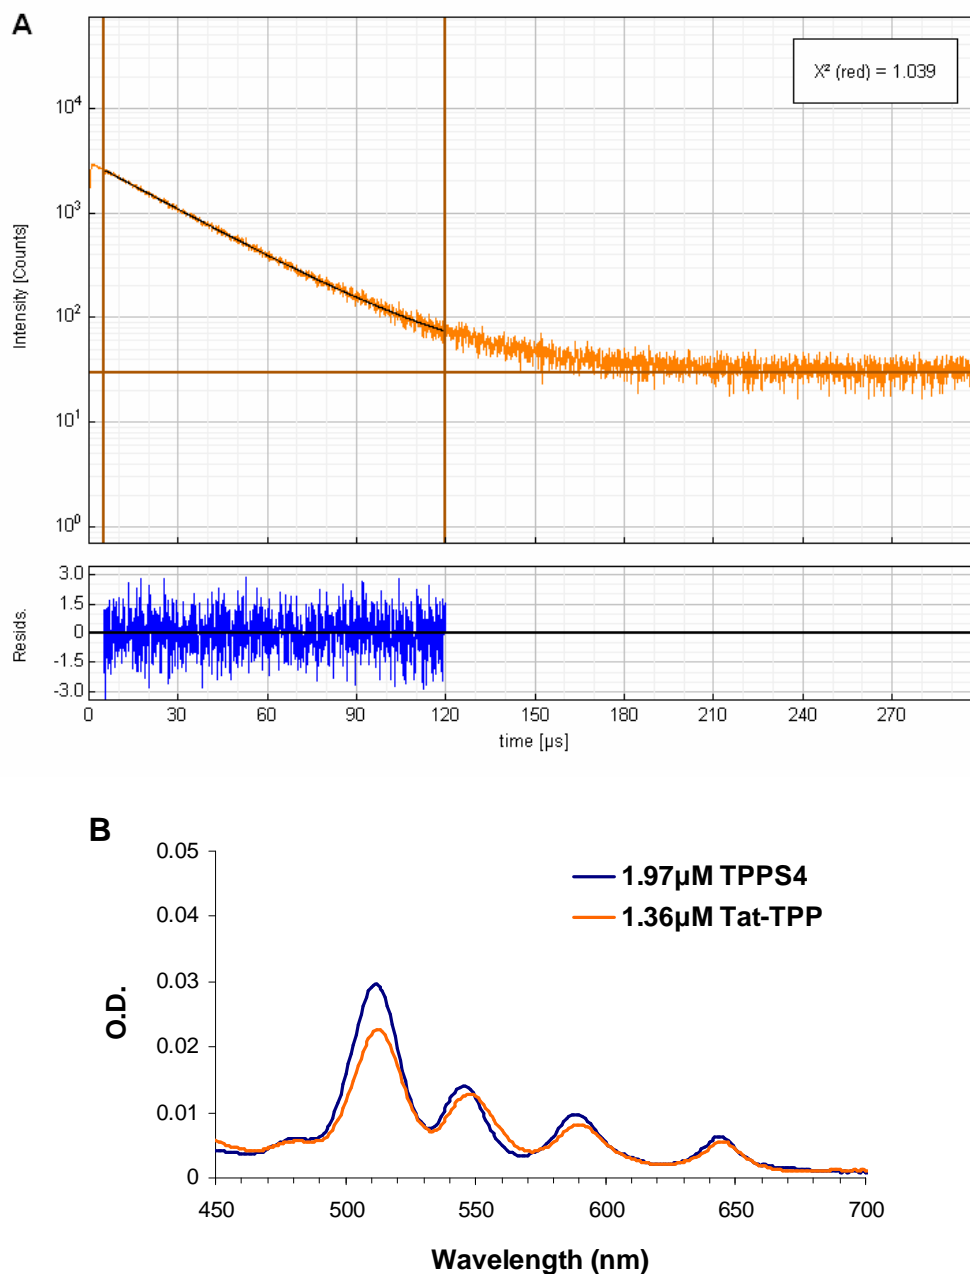 A
X² (red) = 1.039
Intensity [Counts]
10⁴
10³
10²
10¹
10⁰
Resids.
3.0
1.5
0
-1.5
-3.0
0 30 60 90 120 150 180 210 240 270
time [µs]
B
O.D.
0.05
0.04
0.03
0.02
0.01
0
1.97µM TPPS4
1.36µM Tat-TPP
450 500 550 600 650 700
Wavelength (nm)